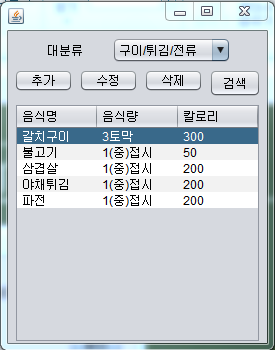 대분류 구이/튀김/전류
추가 수정 삭제 검색
음식명 음식량 칼로리
갈치구이 3토막 300
불고기 1(중)접시 50
삼겹살 1(중)접시 200
야채튀김 1(중)접시 200
파전 1(중)접시 200